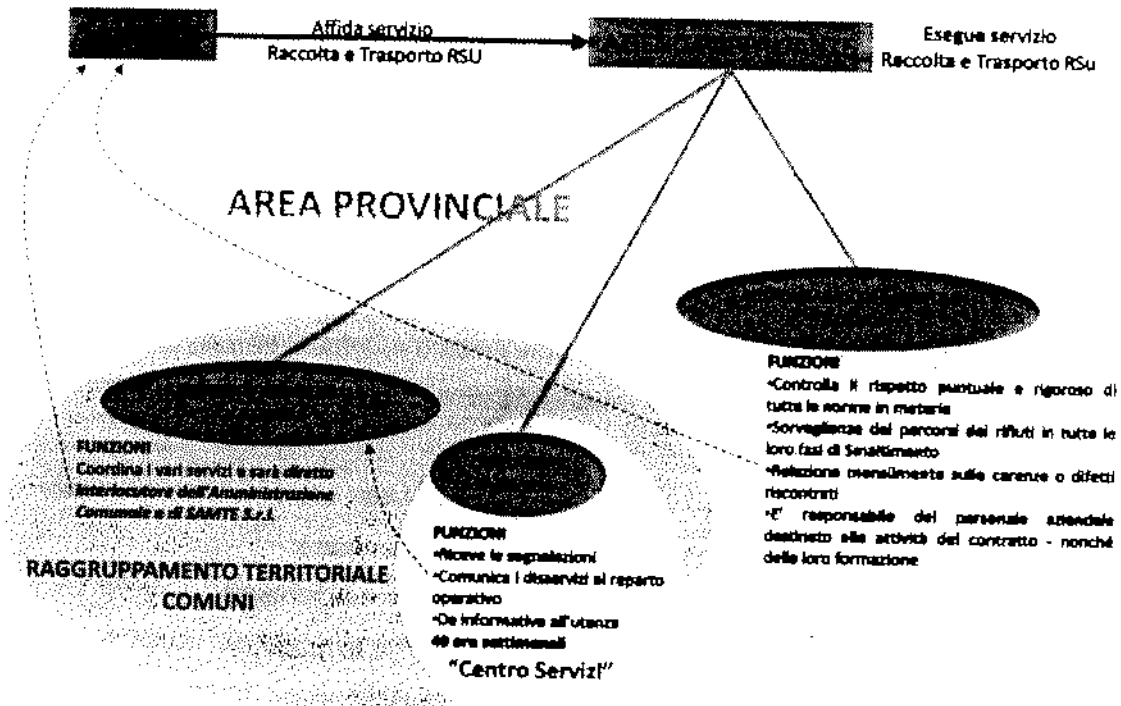 Affida servizio
Raccolta e Trasporto RSU
Esegue servizio
Raccolta e Trasporto RSu
AREA PROVINCIALE
FUNZIONI
Coordina i vari servizi e sarà diretto
Interlocutore dell'Amministrazione
Comunale e di SAMTE S.r.l.
RAGGRUPPAMENTO TERRITORIALE
COMUNI
FUNZIONI
•Riceve le segnalazioni
•Comunica i disservizi al reparto
operativo
•Da informative all'utenza
40 ore settimanali
"Centro Servizi"
FUNZIONI
•Controlla il rispetto puntuale e rigoroso di
tutte le norme in materia
•Sorveglianza dei percorsi dei rifiuti in tutte le
loro fasi di Smaltimento
•Relaziona mensilmente sulle carenze o difetti
riscontrati
•E' responsabile del personale aziendale
destinato alle attività del contratto - nonché
della loro formazione